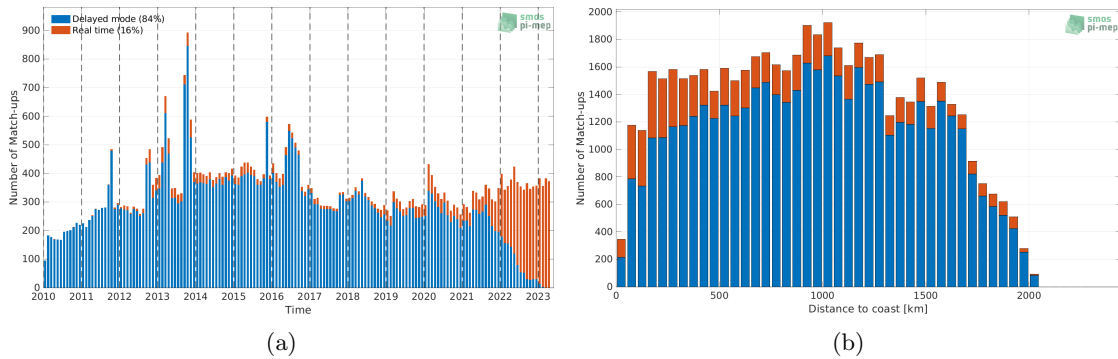 Delayed mode (84%)
Real time (16%)
smos
pi-mep
Number of Match-ups
900
800
700
600
500
400
300
200
100
0
2010 2011 2012 2013 2014 2015 2016 2017 2018 2019 2020 2021 2022 2023
Time
(a)
smos
pi-mep
Number of Match-ups
2000
1800
1600
1400
1200
1000
800
600
400
200
0
0 500 1000 1500 2000
Distance to coast [km]
(b)